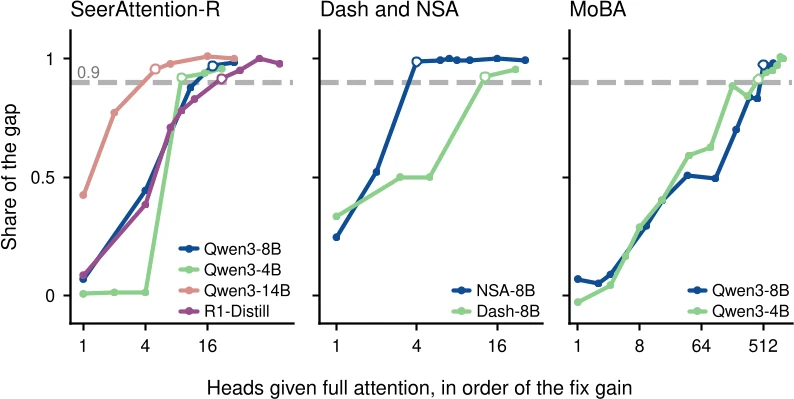 SeerAttention-R
Dash and NSA
MoBA
Share of the gap
1
0.5
0
0.9
Qwen3-8B
Qwen3-4B
Qwen3-14B
R1-Distill
NSA-8B
Dash-8B
Qwen3-8B
Qwen3-4B
1 4 16
1 4 16
1 8 64 512
Heads given full attention, in order of the fix gain